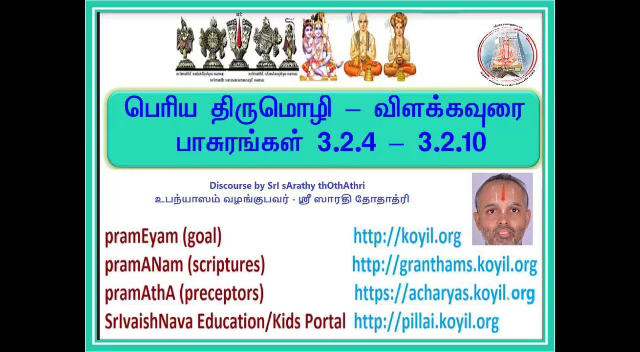 பெரிய திருமொழி – விளக்கவுரை
பாசுரங்கள் 3.2.4 – 3.2.10
Discourse by SrI sArathy thOthAthri
உபந்யாஸம் வழங்குபவர் - ஸ்ரீ ஸாரதி தோதாத்ரி
pramEyam (goal) http://koyil.org
pramANam (scriptures) http://granthams.koyil.org
pramAthA (preceptors) https://acharyas.koyil.org
SrIvaishNava Education/Kids Portal http://pillai.koyil.org